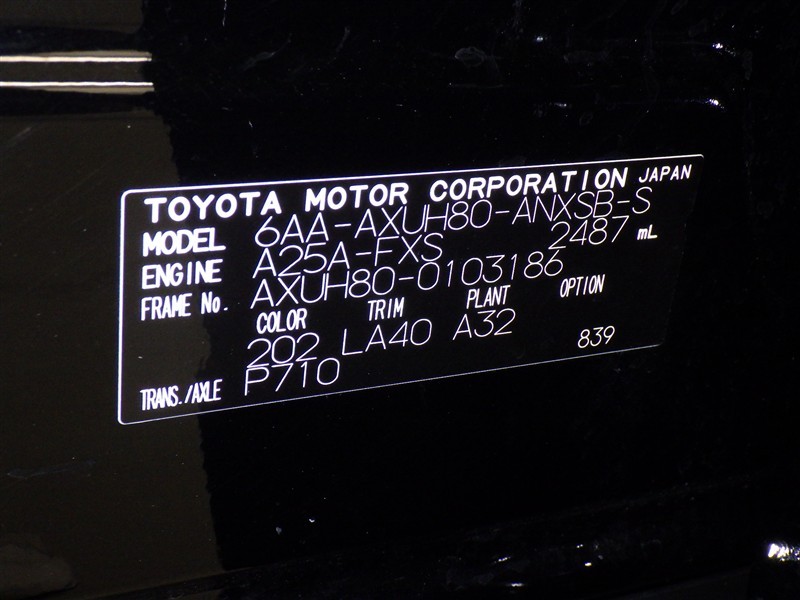 TOYOTA MOTOR CORPORATION JAPAN
MODEL 6AA-AXUH80-ANXSB-S
ENGINE A25A-FXS 2487 mL
FRAME No. AXUH80-0103186
COLOR TRIM PLANT OPTION
202 LA40 A32 839
TRANS./AXLE P710